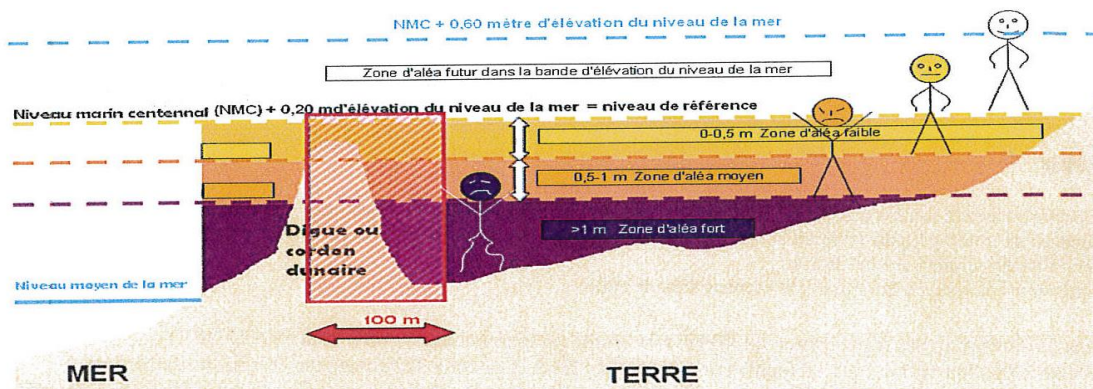 NMC + 0,60 mètre d'élévation du niveau de la mer
Zone d'aléa futur dans la bande d'élévation du niveau de la mer
Niveau marin centennal (NMC) + 0,20 md'élévation du niveau de la mer = niveau de référence
0-0,5 m Zone d'aléa faible
0,5-1 m Zone d'aléa moyen
>1 m Zone d'aléa fort
Digue ou
cordon
dunaire
Niveau moyen de la mer
100 m
MER
TERRE